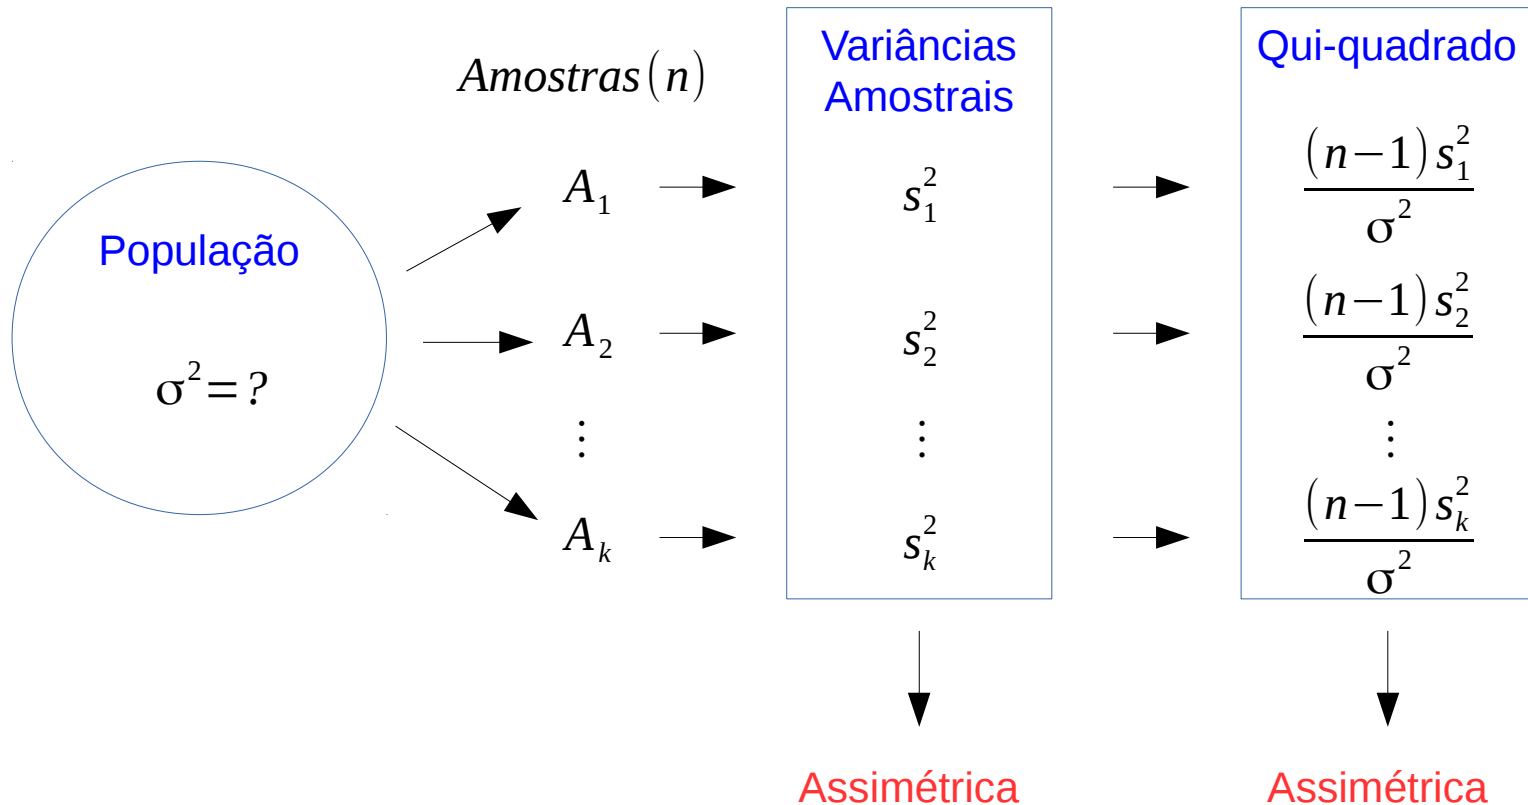 Amostras(n)
Variâncias
Amostrais
Qui-quadrado
População
σ²=?
A₁
s₁²
(n−1)s₁²
σ²
A₂
s₂²
(n−1)s₂²
σ²
⋮
⋮
⋮
Aₖ
sₖ²
(n−1)sₖ²
σ²
Assimétrica
Assimétrica